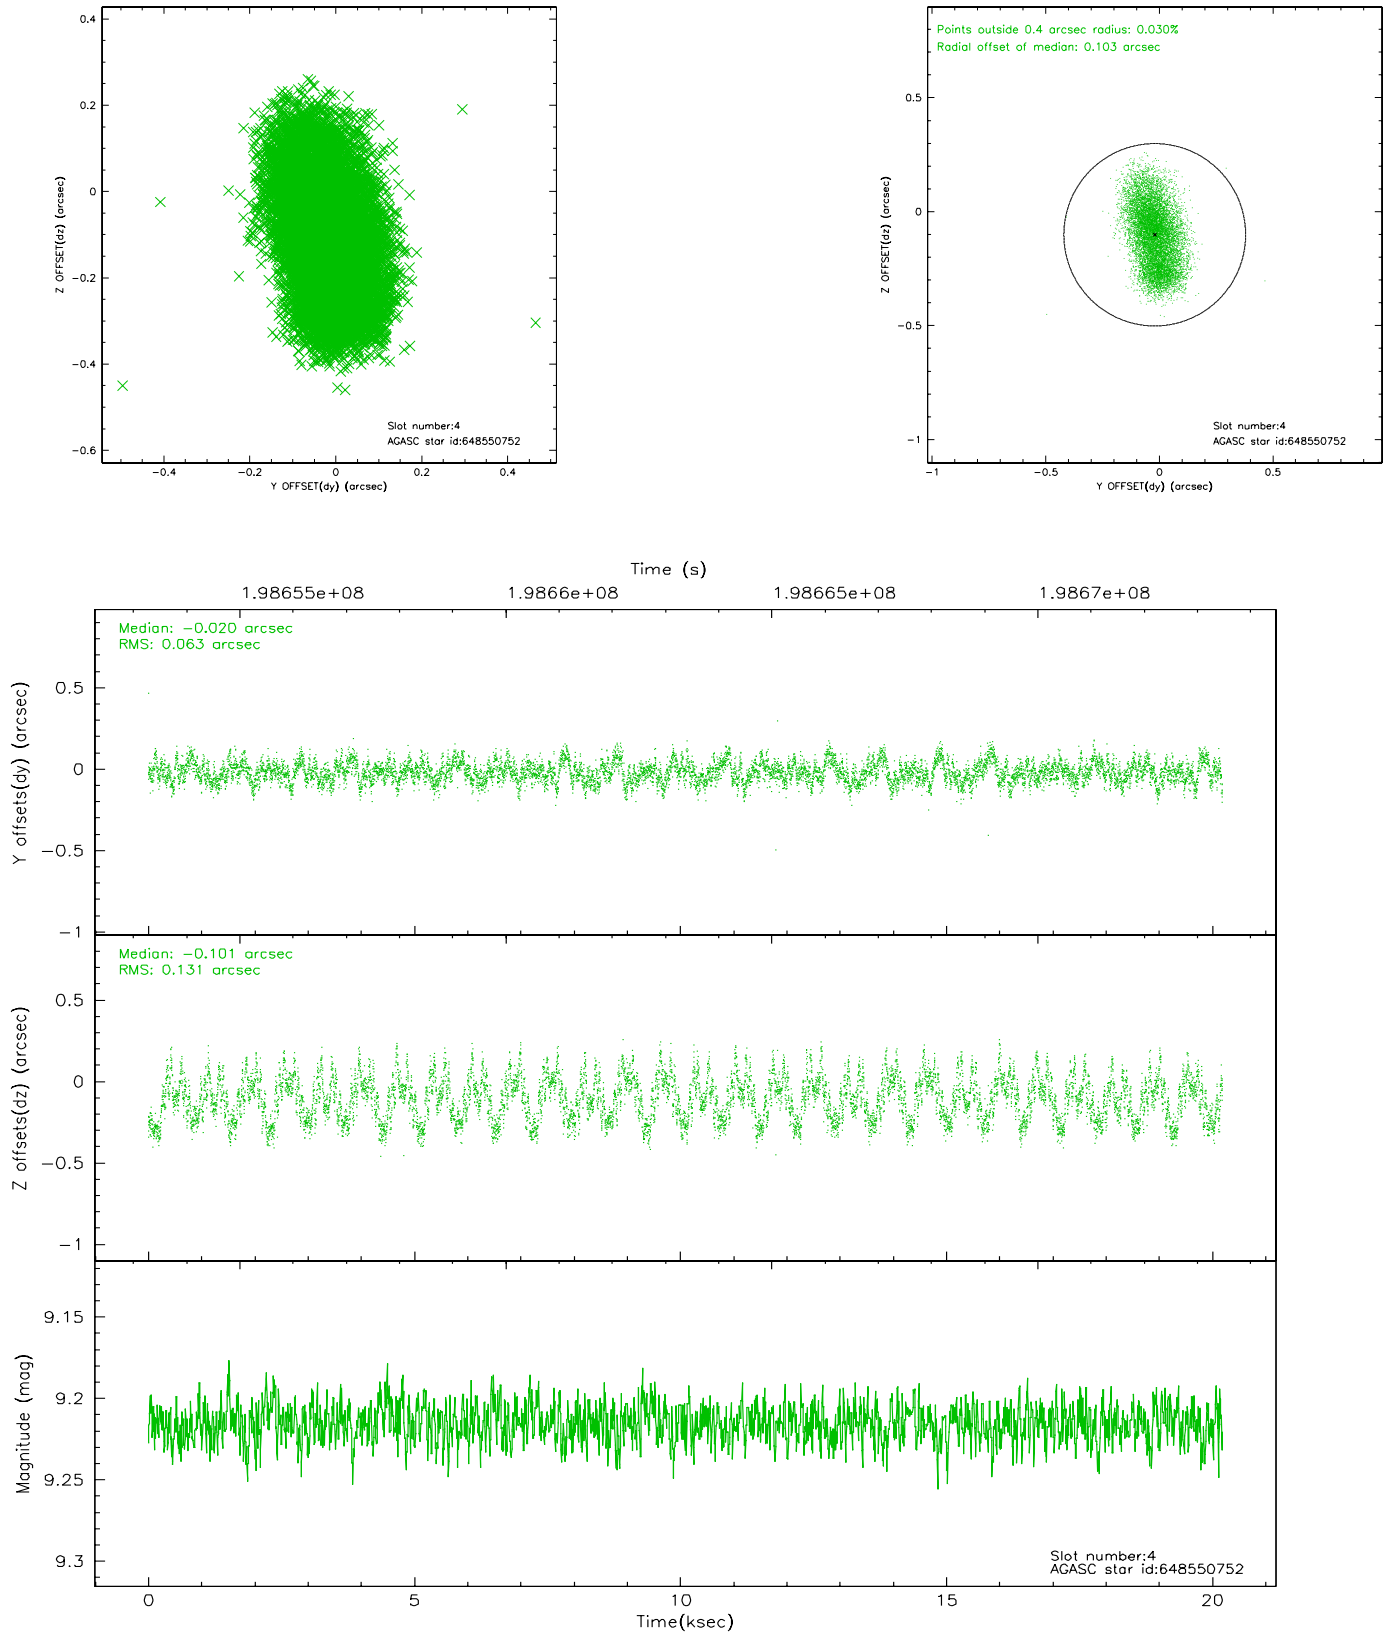 0.4
0.2
0
−0.2
−0.4
−0.6
Z OFFSET(dz) (arcsec)
Slot number:4
AGASC star id:648550752
−0.4
−0.2
0
0.2
0.4
Y OFFSET(dy) (arcsec)
Points outside 0.4 arcsec radius: 0.030%
Radial offset of median: 0.103 arcsec
0.5
0
−0.5
−1
Z OFFSET(dz) (arcsec)
Slot number:4
AGASC star id:648550752
−1
−0.5
0
0.5
Y OFFSET(dy) (arcsec)
Time (s)
1.98655e+08
1.9866e+08
1.98665e+08
1.9867e+08
Median: −0.020 arcsec
RMS: 0.063 arcsec
0.5
0
−0.5
−1
Y offsets(dy) (arcsec)
Median: −0.101 arcsec
RMS: 0.131 arcsec
0.5
0
−0.5
−1
Z offsets(dz) (arcsec)
9.15
9.2
9.25
9.3
Magnitude (mag)
Slot number:4
AGASC star id:648550752
0
5
10
15
20
Time(ksec)